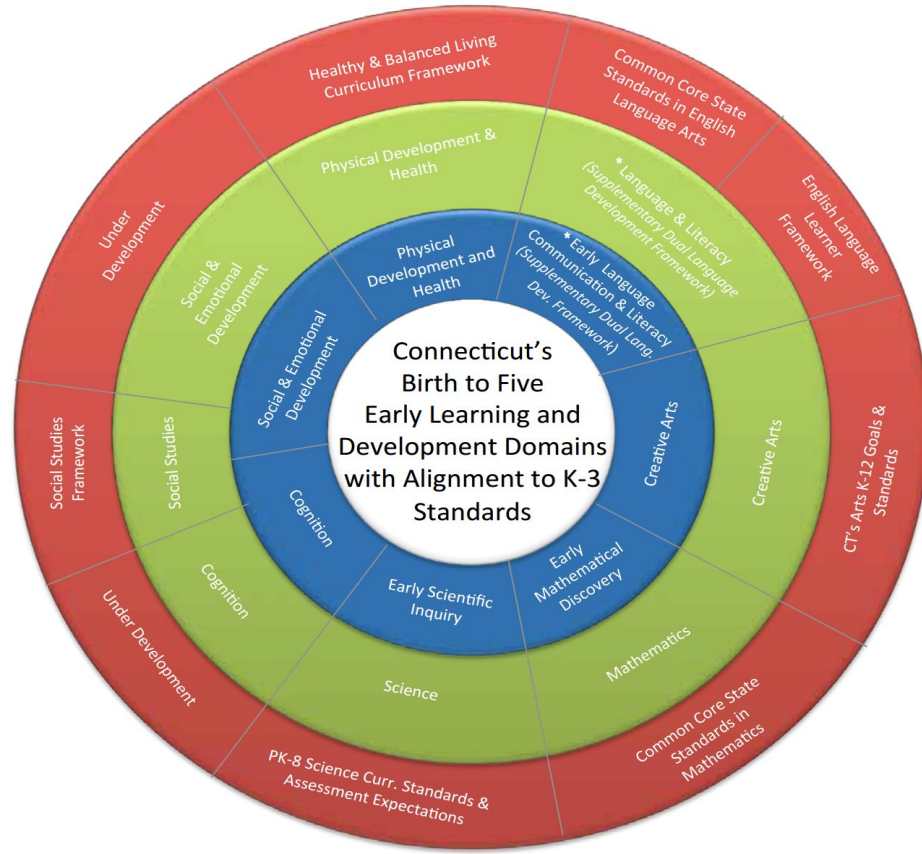 Connecticut's
Birth to Five
Early Learning and
Development Domains
with Alignment to K-3
Standards
Physical
Development and
Health
*Early Language
Communication & Literacy
(Supplementary Dual Lang.
Dev. Framework)
Creative Arts
Early
Mathematical
Discovery
Early Scientific
Inquiry
Cognition
Social & Emotional
Development
Physical Development &
Health
*Language & Literacy
(Supplementary Dual Language
Development Framework)
Creative Arts
Mathematics
Science
Cognition
Social Studies
Social &
Emotional
Development
Healthy & Balanced Living
Curriculum Framework
Common Core State
Standards in English
Language Arts
English Language
Learner
Framework
CT's Arts K-12 Goals &
Standards
Common Core State
Standards in
Mathematics
PK-8 Science Curr. Standards &
Assessment Expectations
Under Development
Social Studies
Framework
Under
Development